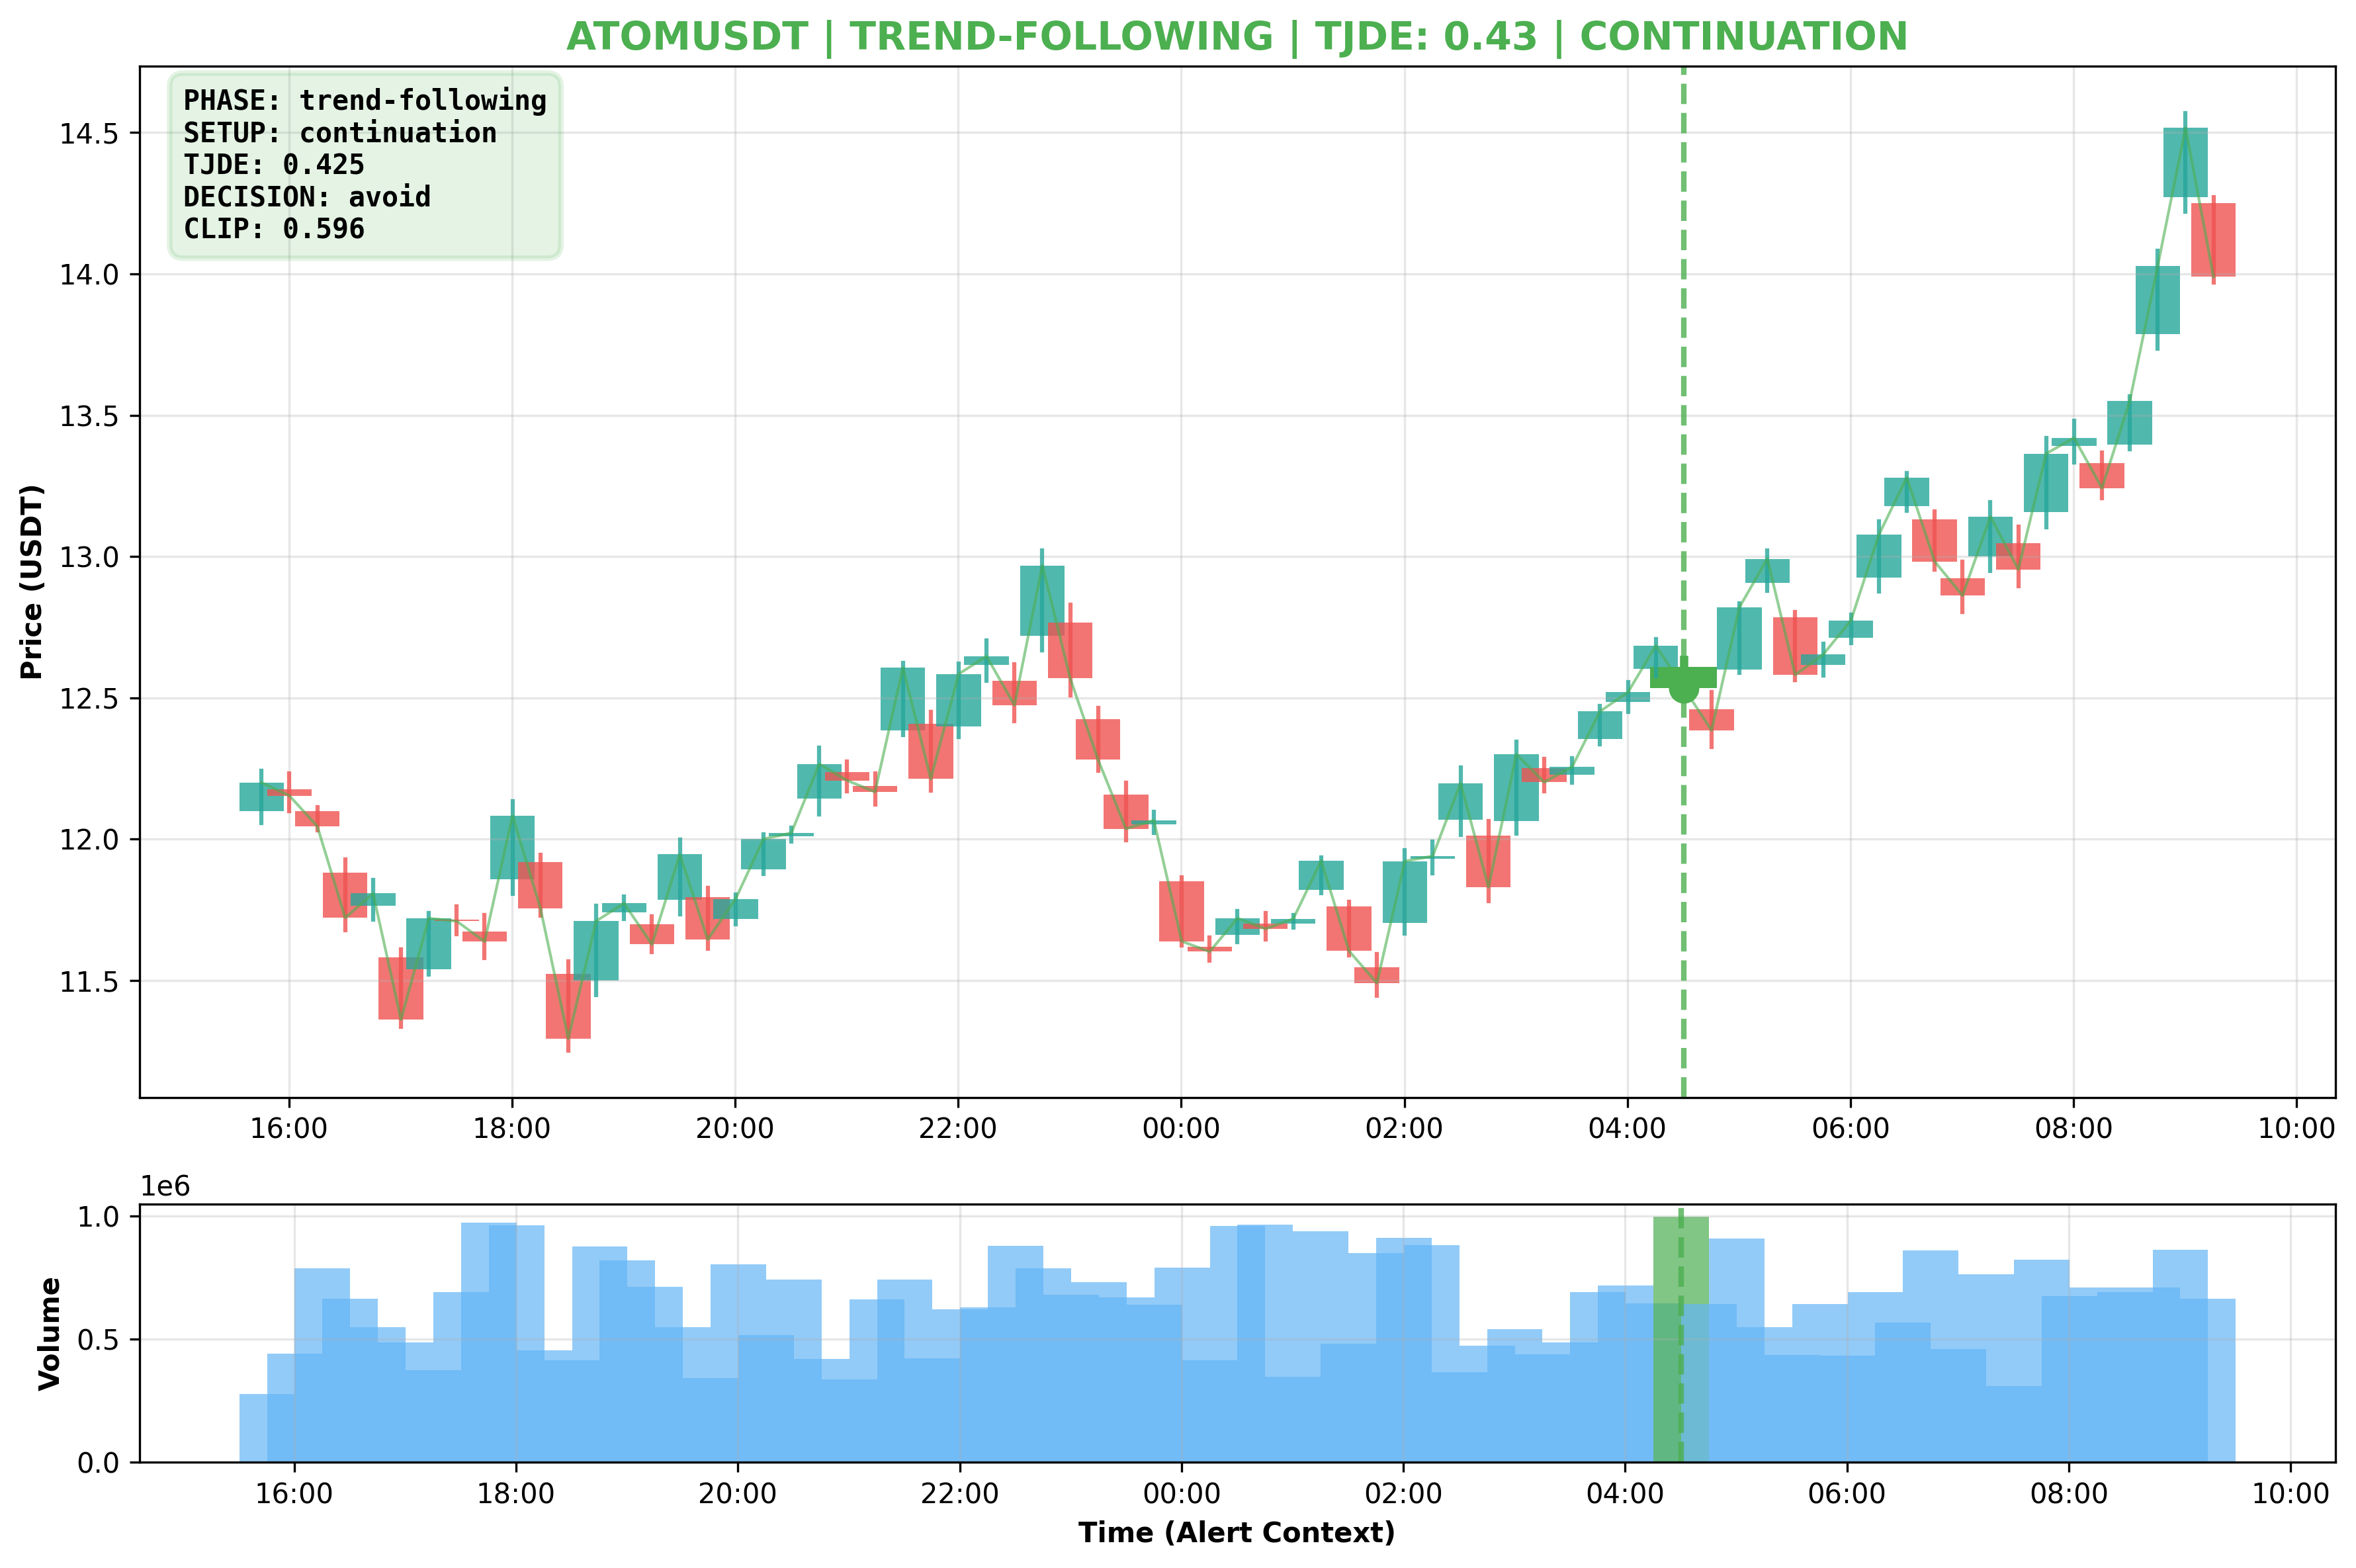 ATOMUSDT | TREND-FOLLOWING | TJDE: 0.43 | CONTINUATION
PHASE: trend-following
SETUP: continuation
TJDE: 0.425
DECISION: avoid
CLIP: 0.596
Price (USDT)
14.5
14.0
13.5
13.0
12.5
12.0
11.5
16:00 18:00 20:00 22:00 00:00 02:00 04:00 06:00 08:00 10:00
1e6
Volume
1.0
0.5
0.0
16:00 18:00 20:00 22:00 00:00 02:00 04:00 06:00 08:00 10:00
Time (Alert Context)